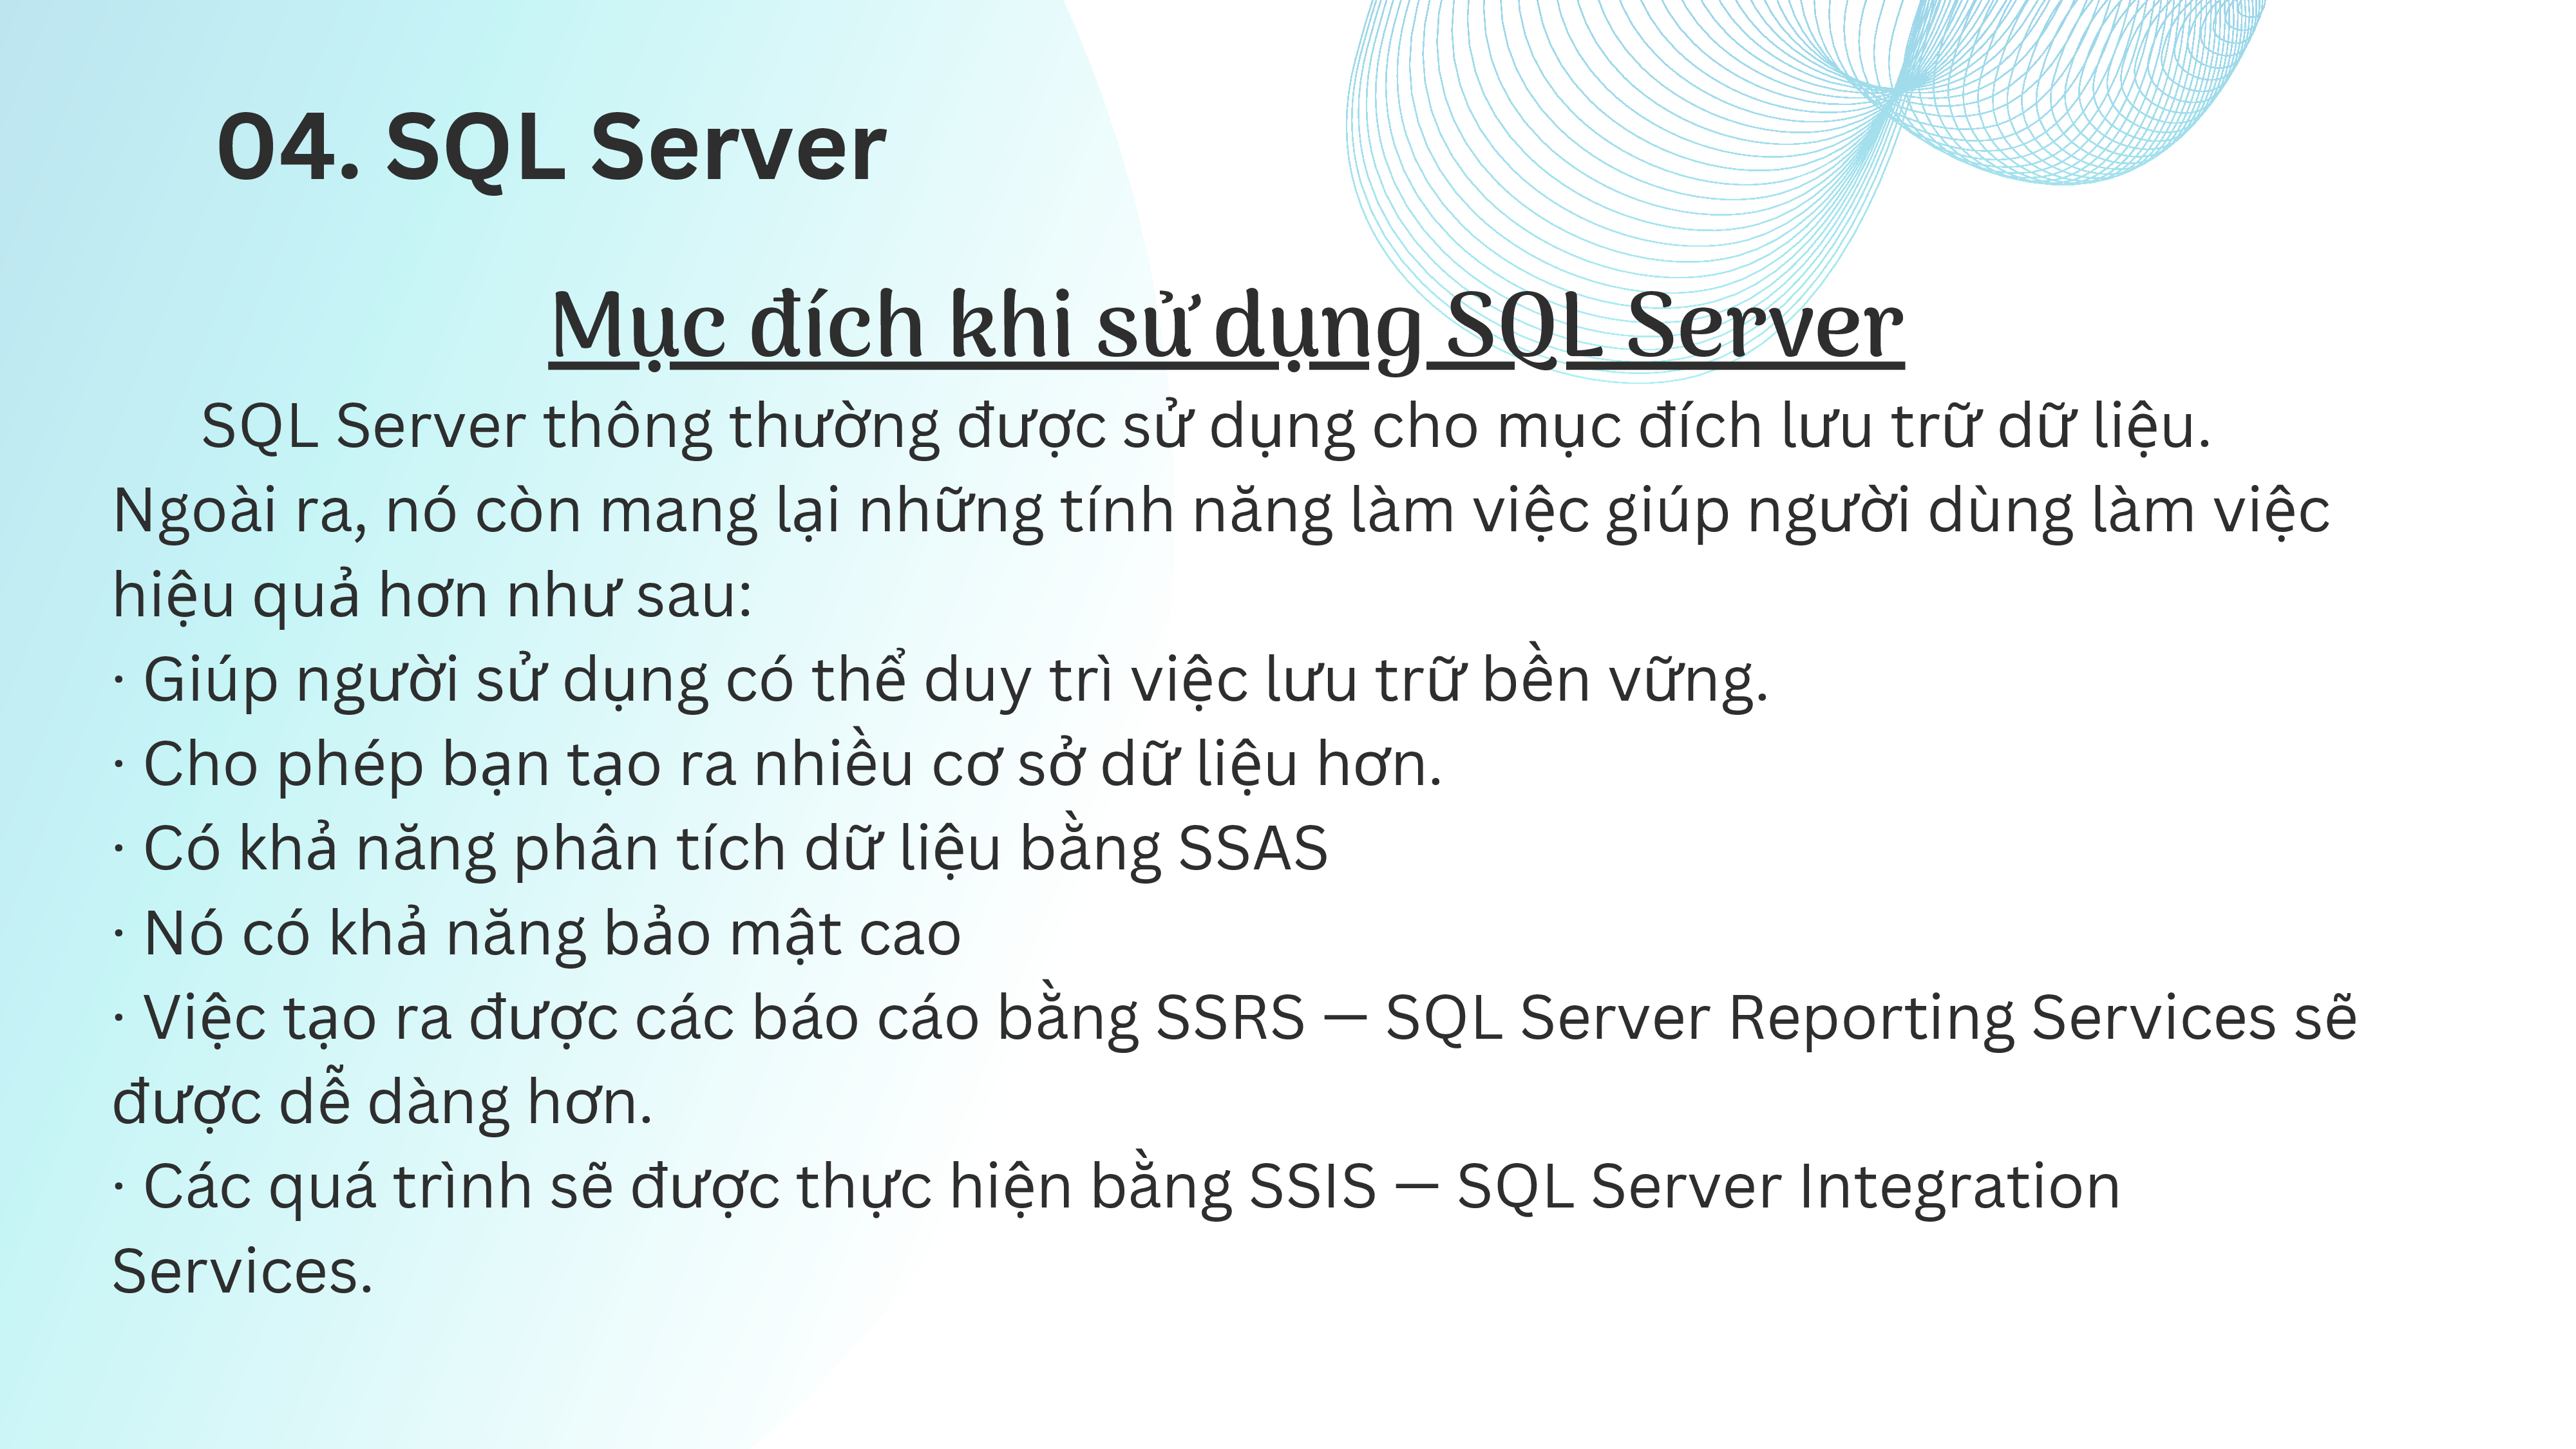 04. SQL Server
Mục đích khi sử dụng SQL Server
SQL Server thông thường được sử dụng cho mục đích lưu trữ dữ liệu.
Ngoài ra, nó còn mang lại những tính năng làm việc giúp người dùng làm việc
hiệu quả hơn như sau:
· Giúp người sử dụng có thể duy trì việc lưu trữ bền vững.
· Cho phép bạn tạo ra nhiều cơ sở dữ liệu hơn.
· Có khả năng phân tích dữ liệu bằng SSAS
· Nó có khả năng bảo mật cao
· Việc tạo ra được các báo cáo bằng SSRS — SQL Server Reporting Services sẽ
được dễ dàng hơn.
· Các quá trình sẽ được thực hiện bằng SSIS — SQL Server Integration
Services.